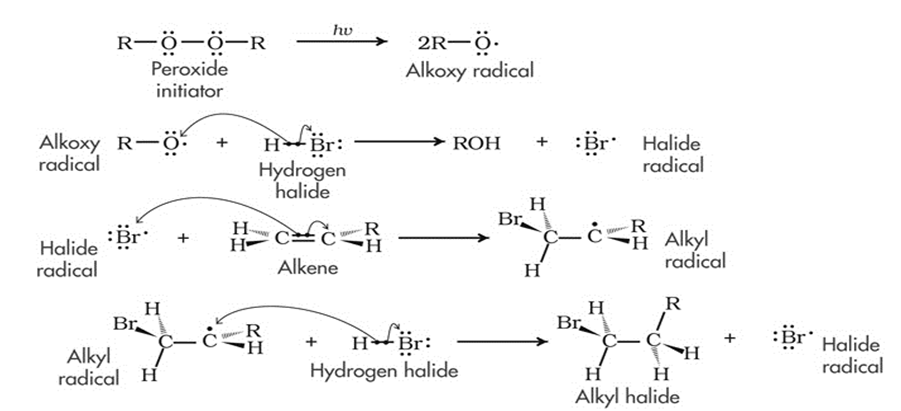 R—Ö—Ö—R hν 2R—Ö·
Peroxide initiator Alkoxy radical
Alkoxy radical R—Ö· + H—Br: ROH + :Br· Halide radical
Hydrogen halide
Halide radical :Br· + H H C=C R H Br H H C—C· R H Alkyl radical
Alkene
Alkyl radical Br H H C—C· R H + H—Br: Br H H C—C R H H + :Br· Halide radical
Hydrogen halide Alkyl halide